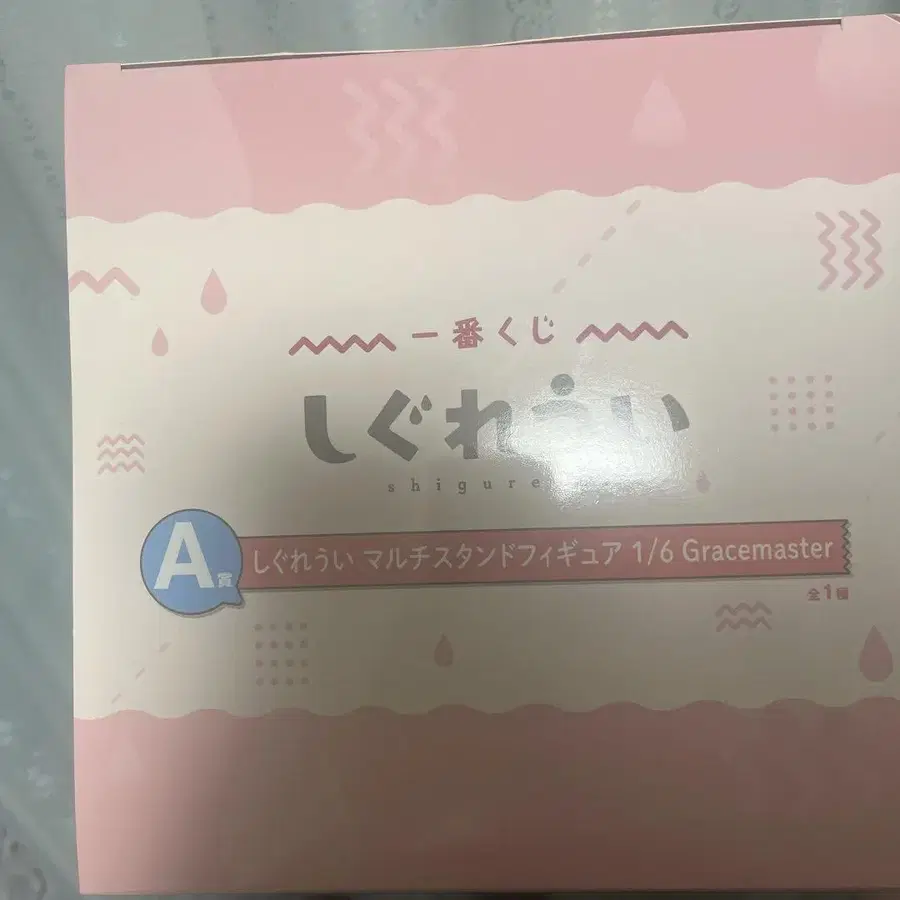 一番くじ
しぐれうい
shigure
A賞
しぐれうい マルチスタンドフィギュア 1/6 Gracemaster
全1種